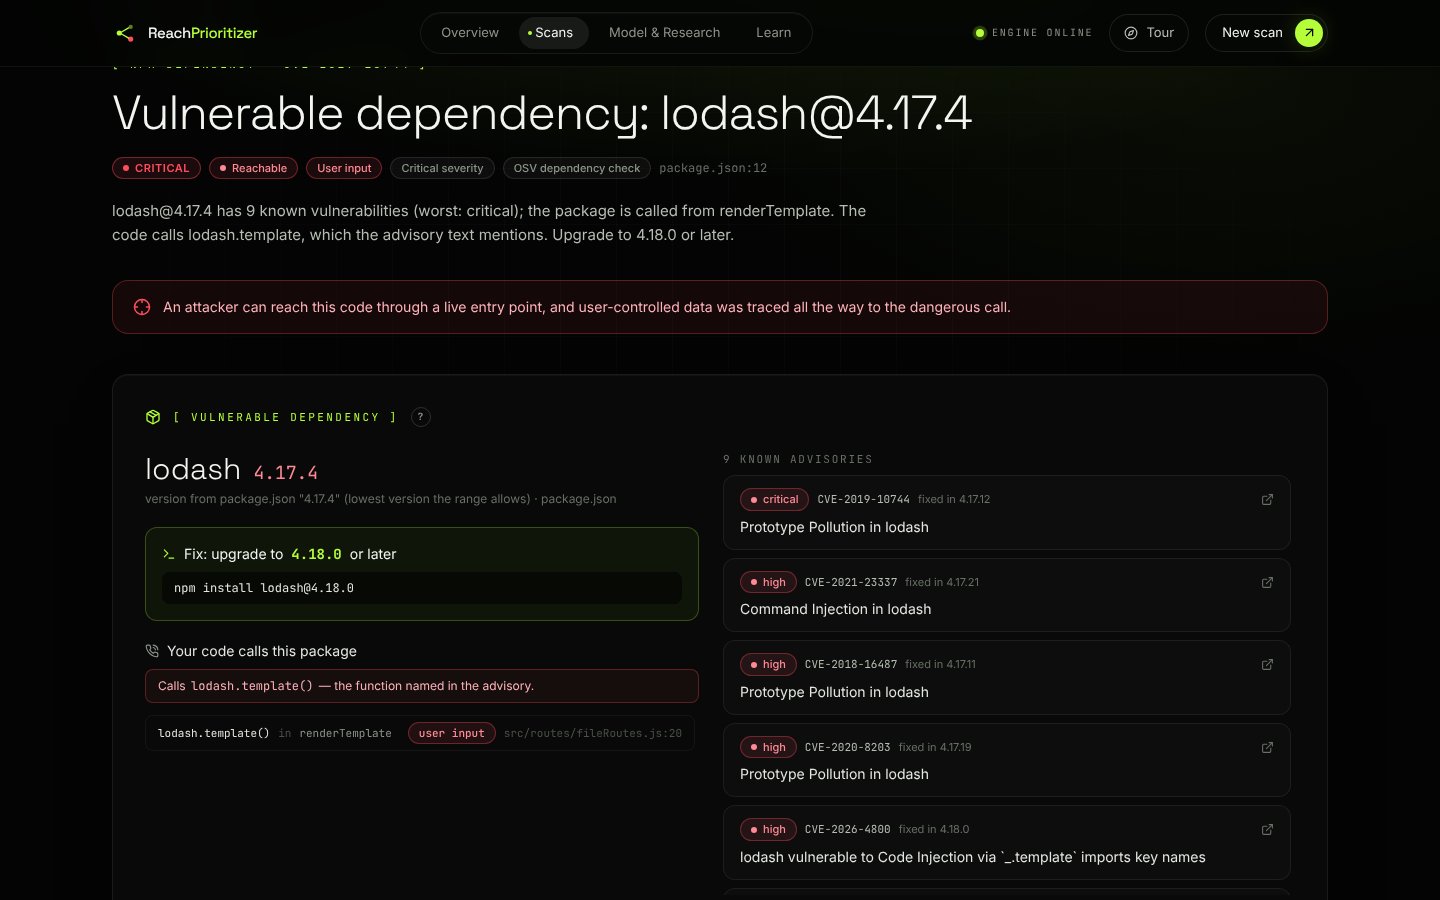 ReachPrioritizer
Overview
Scans
Model & Research
Learn
ENGINE ONLINE
Tour
New scan
Vulnerable dependency: lodash@4.17.4
CRITICAL
Reachable
User input
Critical severity
OSV dependency check
package.json:12
lodash@4.17.4 has 9 known vulnerabilities (worst: critical); the package is called from renderTemplate. The
code calls lodash.template, which the advisory text mentions. Upgrade to 4.18.0 or later.
An attacker can reach this code through a live entry point, and user-controlled data was traced all the way to the dangerous call.
[ VULNERABLE DEPENDENCY ]
?
lodash 4.17.4
version from package.json "4.17.4" (lowest version the range allows) · package.json
Fix: upgrade to 4.18.0 or later
npm install lodash@4.18.0
Your code calls this package
Calls lodash.template() — the function named in the advisory.
lodash.template() in renderTemplate user input src/routes/fileRoutes.js:20
9 KNOWN ADVISORIES
critical CVE-2019-10744 fixed in 4.17.12
Prototype Pollution in lodash
high CVE-2021-23337 fixed in 4.17.21
Command Injection in lodash
high CVE-2018-16487 fixed in 4.17.11
Prototype Pollution in lodash
high CVE-2020-8203 fixed in 4.17.19
Prototype Pollution in lodash
high CVE-2026-4800 fixed in 4.18.0
lodash vulnerable to Code Injection via `_.template` imports key names